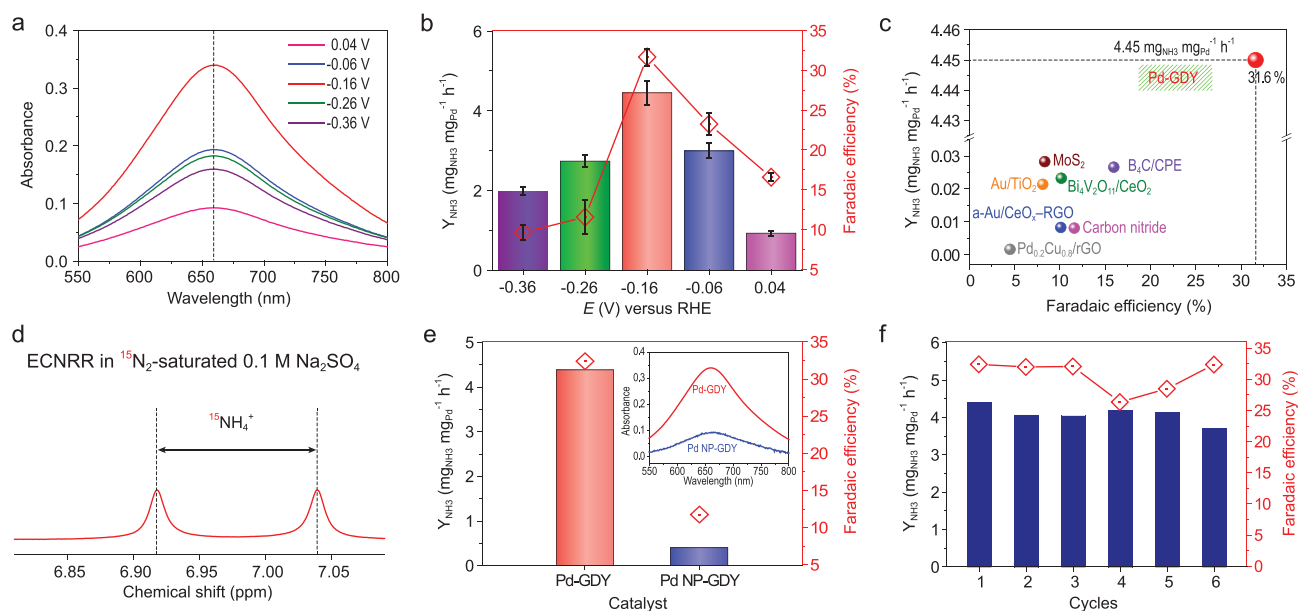 a
0.4
0.3
0.2
0.1
0.0
Absorbance
0.04 V
-0.06 V
-0.16 V
-0.26 V
-0.36 V
550 600 650 700 750 800
Wavelength (nm)
b
6
4
2
0
Y_NH3 (mg_NH3 mg_Pd^-1 h^-1)
35
30
25
20
15
10
5
Faradaic efficiency (%)
-0.36 -0.26 -0.16 -0.06 0.04
E (V) versus RHE
c
4.46
4.45
4.44
4.43
0.03
0.02
0.01
0.00
Y_NH3 (mg_NH3 mg_Pd^-1 h^-1)
4.45 mg_NH3 mg_Pd^-1 h^-1
Pd-GDY
31.6 %
MoS₂
B₄C/CPE
Au/TiO₂
Bi₄V₂O₁₁/CeO₂
a-Au/CeOₓ–RGO
Carbon nitride
Pd₀.₂Cu₀.₈/rGO
0 5 10 15 20 25 30 35
Faradaic efficiency (%)
d
ECNRR in ¹⁵N₂-saturated 0.1 M Na₂SO₄
¹⁵NH₄⁺
6.85 6.90 6.95 7.00 7.05
Chemical shift (ppm)
e
5
4
3
2
1
0
Y_NH3 (mg_NH3 mg_Pd^-1 h^-1)
0.4
0.3
0.2
0.1
0.0
Absorbance
Pd-GDY
Pd NP-GDY
550 600 650 700 750 800
Wavelength (nm)
35
30
25
20
15
10
5
Faradaic efficiency (%)
Pd-GDY Pd NP-GDY
Catalyst
f
6
5
4
3
2
1
0
Y_NH3 (mg_NH3 mg_Pd^-1 h^-1)
35
30
25
20
15
10
5
0
Faradaic efficiency (%)
1 2 3 4 5 6
Cycles